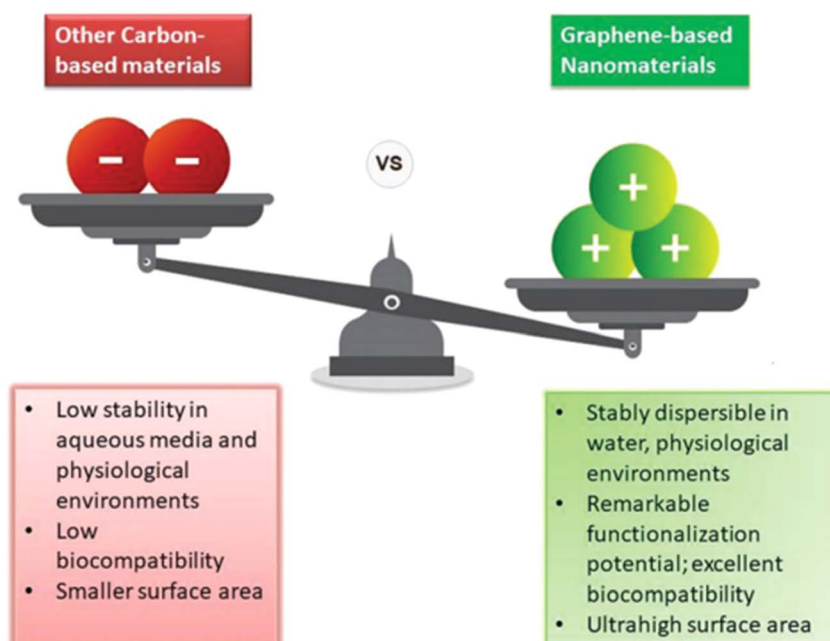 Other Carbon-
based materials
Graphene-based
Nanomaterials
VS
• Low stability in
aqueous media and
physiological
environments
• Low
biocompatibility
• Smaller surface area
• Stably dispersible in
water, physiological
environments
• Remarkable
functionalization
potential; excellent
biocompatibility
• Ultrahigh surface area